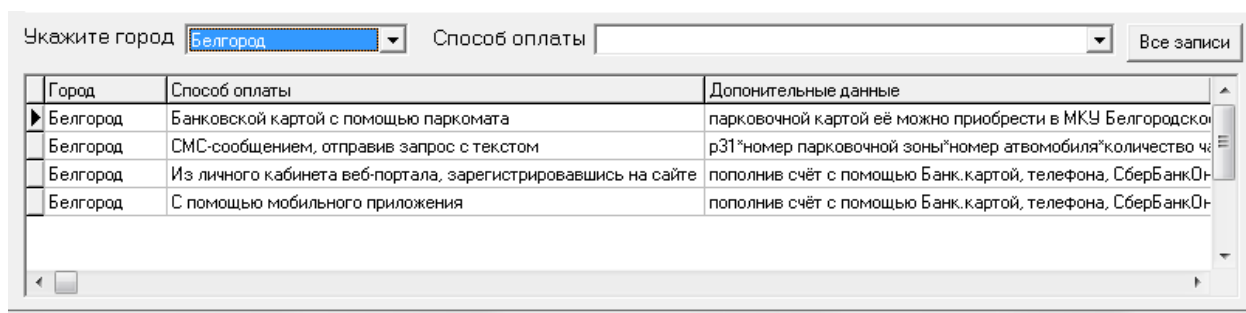 Укажите город Белгород Способ оплаты Все записи
Город Способ оплаты Допонительные данные
Белгород Банковской картой с помощью паркомата парковочной картой её можно приобрести в МКУ Белгородско
Белгород СМС-сообщением, отправив запрос с текстом р31*номер парковочной зоны*номер атвомобиля*количество ча
Белгород Из личного кабинета веб-портала, зарегистрировавшись на сайте пополнив счёт с помощью Банк.картой, телефона, СберБанкОн
Белгород С помощью мобильного приложения пополнив счёт с помощью Банк.картой, телефона, СберБанкОн